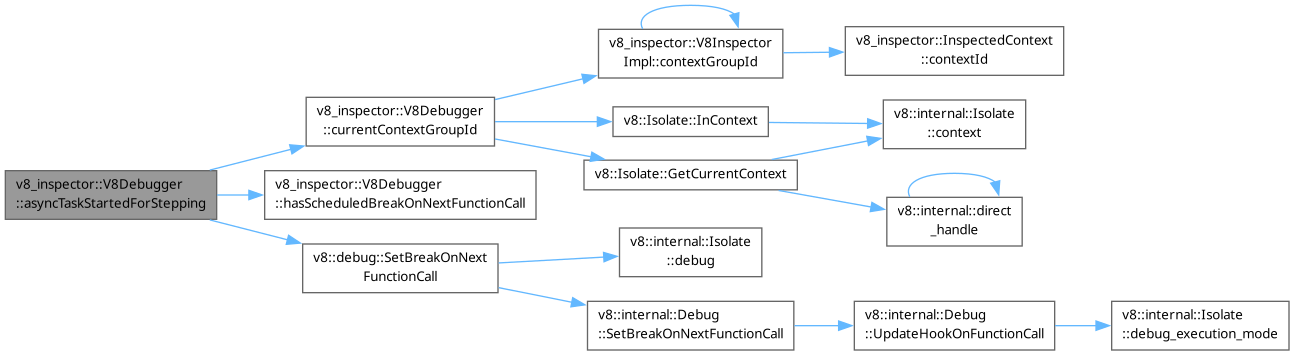 v8_inspector::V8Debugger
::asyncTaskStartedForStepping
v8_inspector::V8Debugger
::currentContextGroupId
v8_inspector::V8Inspector
Impl::contextGroupId
v8_inspector::InspectedContext
::contextId
v8::Isolate::InContext
v8::internal::Isolate
::context
v8::Isolate::GetCurrentContext
v8::internal::direct
_handle
v8_inspector::V8Debugger
::hasScheduledBreakOnNextFunctionCall
v8::debug::SetBreakOnNext
FunctionCall
v8::internal::Isolate
::debug
v8::internal::Debug
::SetBreakOnNextFunctionCall
v8::internal::Debug
::UpdateHookOnFunctionCall
v8::internal::Isolate
::debug_execution_mode